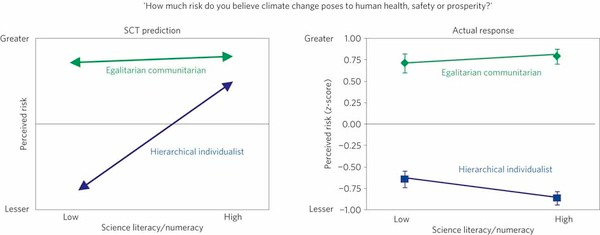 'How much risk do you believe climate change poses to human health, safety or prosperity?'
SCT prediction
Greater
Egalitarian communitarian
Hierarchical individualist
Perceived risk
Lesser
Low
High
Science literacy/numeracy
Actual response
Greater
1.00
0.75
0.50
0.25
0.00
−0.25
−0.50
−0.75
−1.00
Lesser
Perceived risk (z-score)
Egalitarian communitarian
Hierarchical individualist
Low
High
Science literacy/numeracy